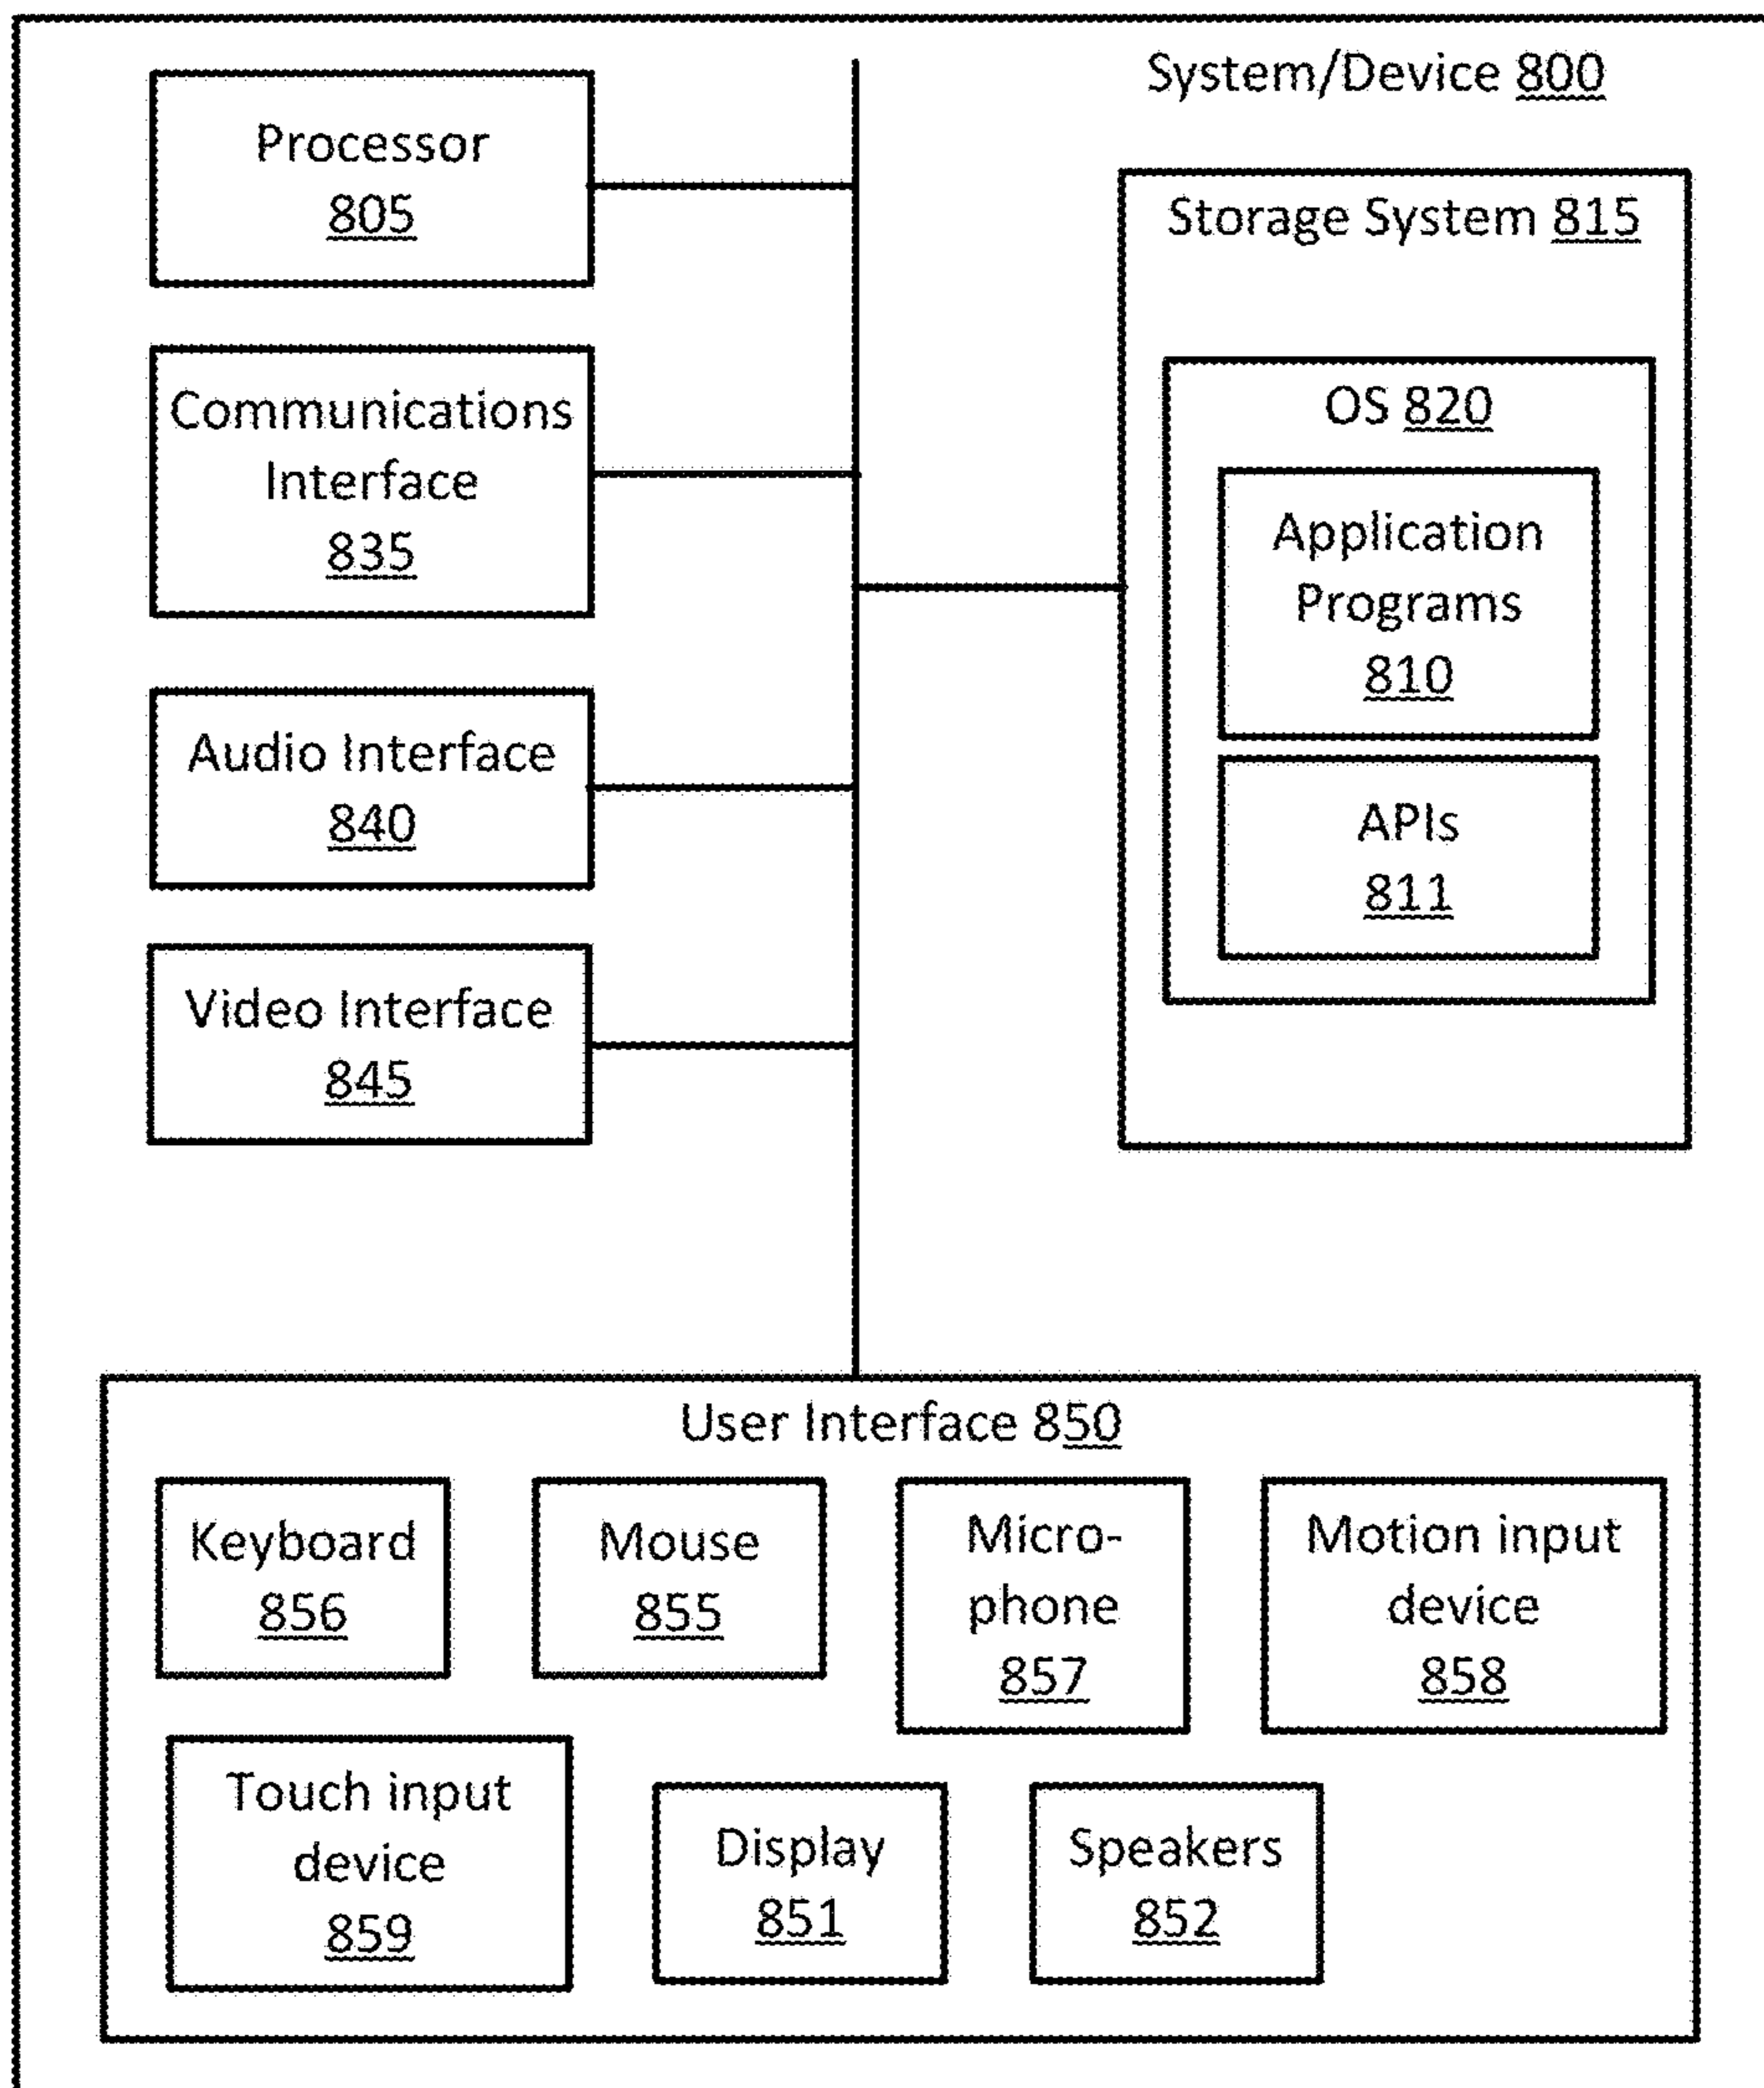 System/Device 800
Processor
805
Communications
Interface
835
Audio Interface
840
Video Interface
845
Storage System 815
OS 820
Application
Programs
810
APIs
811
User Interface 850
Keyboard
856
Mouse
855
Micro-
phone
857
Motion input
device
858
Touch input
device
859
Display
851
Speakers
852